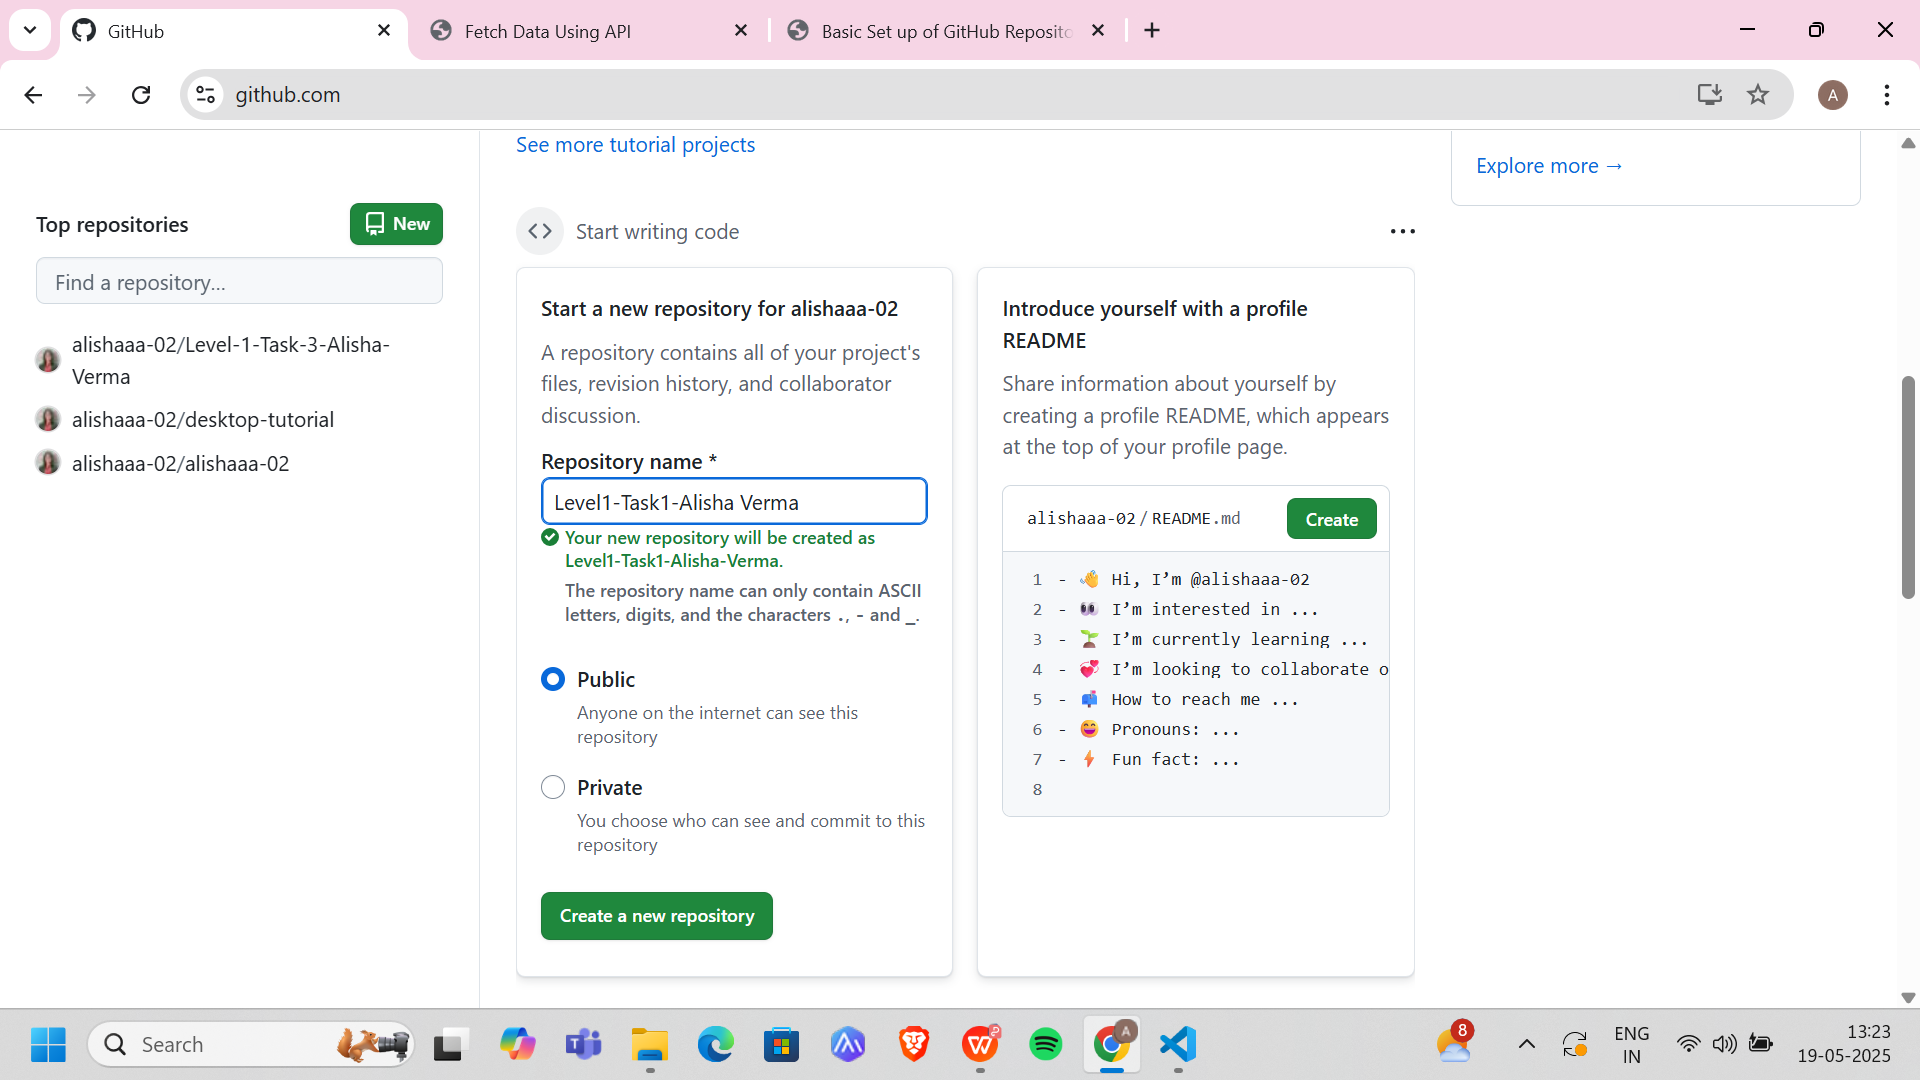 GitHub
Fetch Data Using API
Basic Set up of GitHub Reposito
github.com
A
See more tutorial projects
Explore more →
Top repositories
New
Find a repository...
alishaaa-02/Level-1-Task-3-Alisha-
Verma
alishaaa-02/desktop-tutorial
alishaaa-02/alishaaa-02
Start writing code
Start a new repository for alishaaa-02
A repository contains all of your project's
files, revision history, and collaborator
discussion.
Repository name *
Level1-Task1-Alisha Verma
Your new repository will be created as
Level1-Task1-Alisha-Verma.
The repository name can only contain ASCII
letters, digits, and the characters ., - and _.
Public
Anyone on the internet can see this
repository
Private
You choose who can see and commit to this
repository
Create a new repository
Introduce yourself with a profile
README
Share information about yourself by
creating a profile README, which appears
at the top of your profile page.
alishaaa-02 / README.md
Create
1 - 👋 Hi, I’m @alishaaa-02
2 - 👀 I’m interested in ...
3 - 🌱 I’m currently learning ...
4 - 💞️ I’m looking to collaborate o
5 - 📫 How to reach me ...
6 - 😄 Pronouns: ...
7 - ⚡ Fun fact: ...
8
Search
A
8
ENG
IN
13:23
19-05-2025